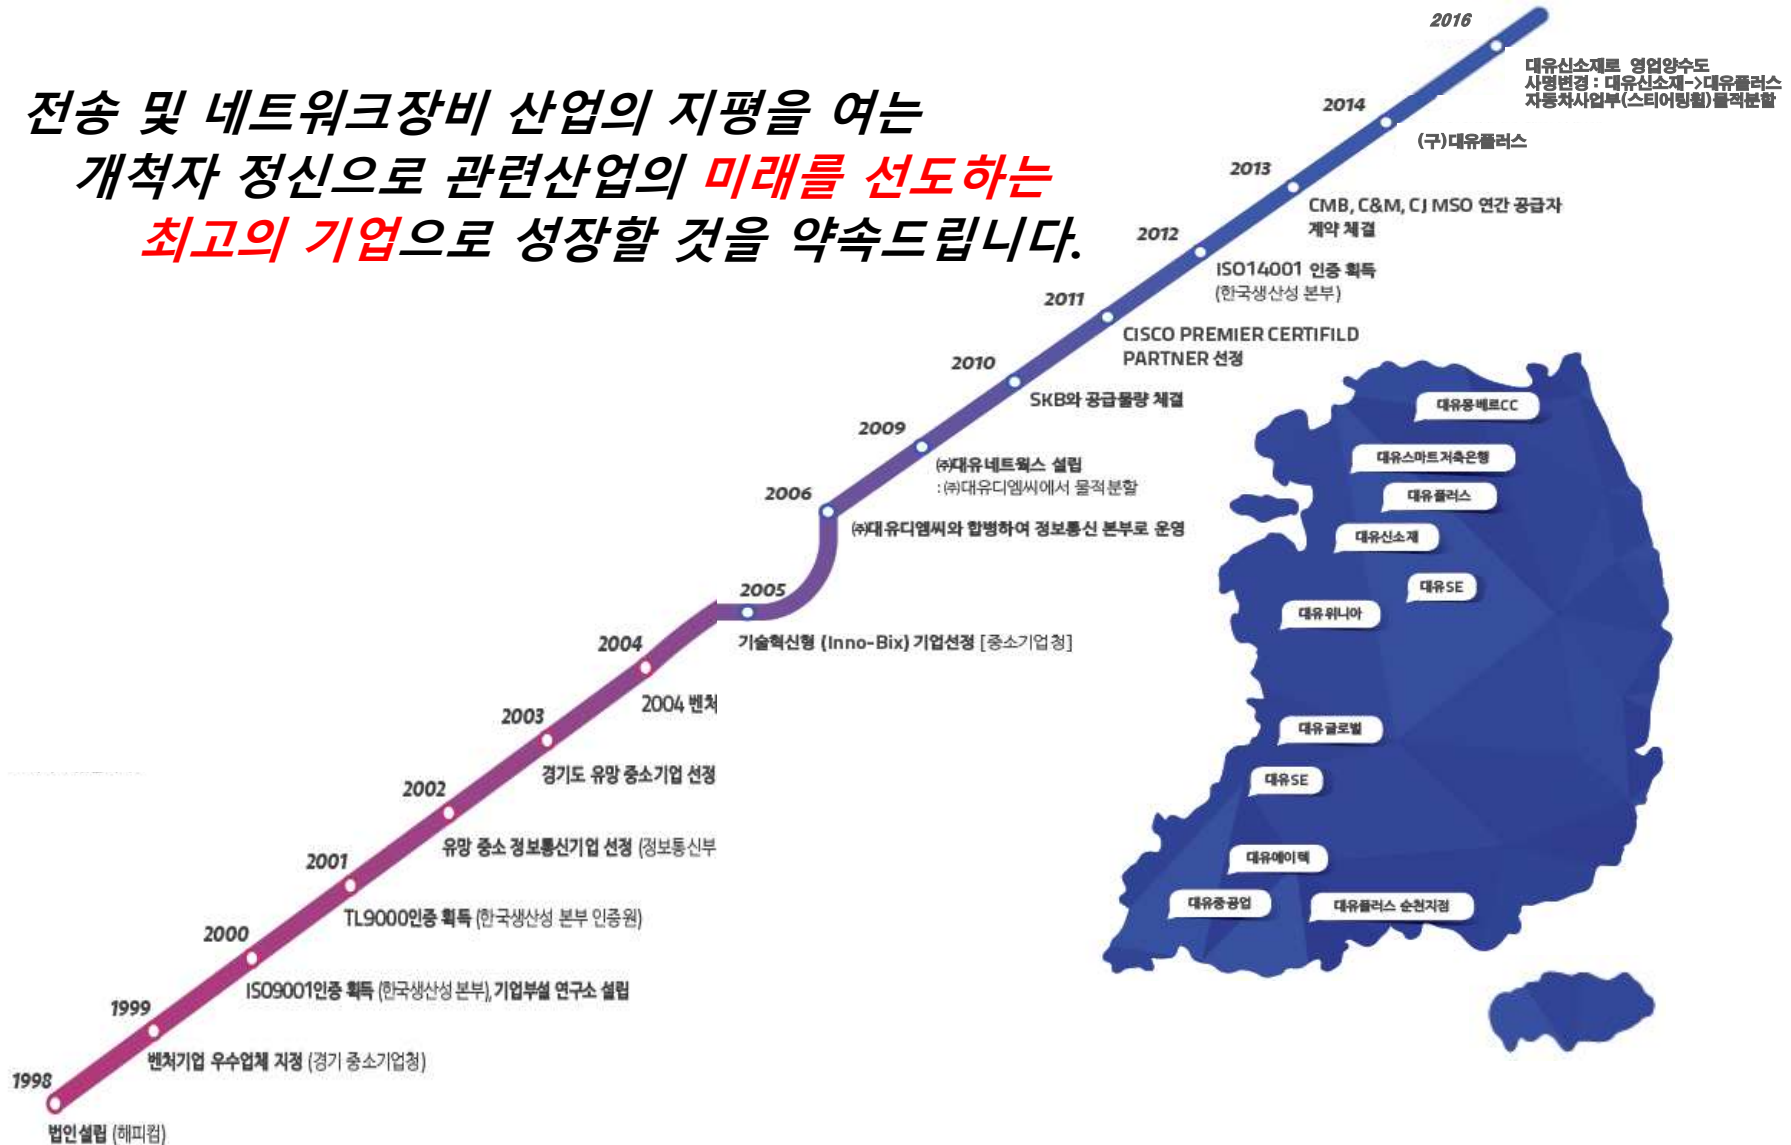 전송 및 네트워크장비 산업의 지평을 여는
개척자 정신으로 관련산업의 미래를 선도하는
최고의 기업으로 성장할 것을 약속드립니다.
2016
대유신소재로 영업양수도
사명변경 : 대유신소재->대유플러스
자동차사업부(스티어링휠)물적분할
2014
(구)대유플러스
2013
CMB, C&M, CJ MSO 연간 공급자
계약 체결
2012
ISO14001 인증 획득
(한국생산성 본부)
2011
CISCO PREMIER CERTIFILD
PARTNER 선정
2010
SKB와 공급물량 체결
2009
㈜대유네트웍스 설립
: ㈜대유디엠씨에서 물적분할
2006
㈜대유디엠씨와 합병하여 정보통신 본부로 운영
2005
기술혁신형 (Inno-Bix) 기업선정 [중소기업청]
2004
2004 벤처
2003
경기도 유망 중소기업 선정
2002
유망 중소 정보통신기업 선정 (정보통신부
2001
TL9000인증 획득 (한국생산성 본부 인증원)
2000
ISO9001인증 획득 (한국생산성 본부), 기업부설 연구소 설립
1999
벤처기업 우수업체 지정 (경기 중소기업청)
1998
법인설립 (해피컴)
대유몽베르CC
대유스마트저축은행
대유플러스
대유신소재
대유SE
대유위니아
대유글로벌
대유SE
대유에이텍
대유중공업
대유플러스 순천지점